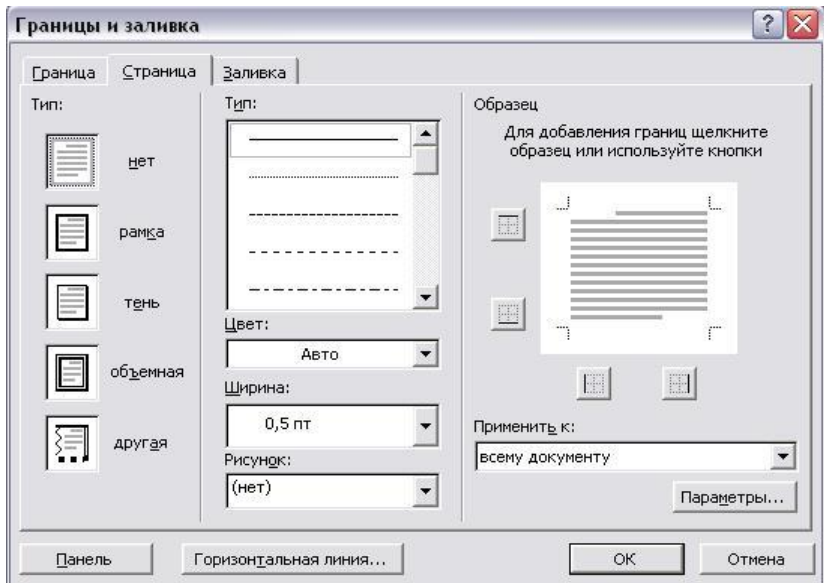 Границы и заливка
Граница
Страница
Заливка
Тип:
нет
рамка
тень
объемная
другая
Тип:
Цвет:
Авто
Ширина:
0,5 пт
Рисунок:
(нет)
Образец
Для добавления границ щелкните
образец или используйте кнопки
Применить к:
всему документу
Параметры...
Панель
Горизонтальная линия...
ОК
Отмена